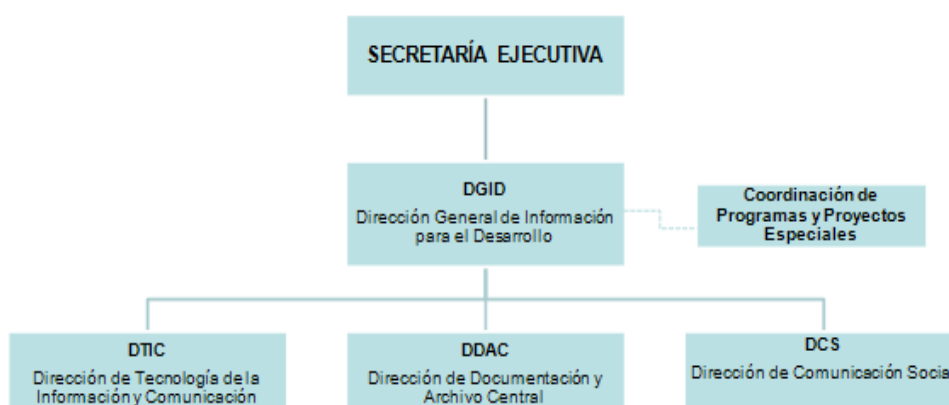 SECRETARÍA EJECUTIVA
DGID
Dirección General de Información
para el Desarrollo
Coordinación de
Programas y Proyectos
Especiales
DTIC
Dirección de Tecnología de la
Información y Comunicación
DDAC
Dirección de Documentación y
Archivo Central
DCS
Dirección de Comunicación Social